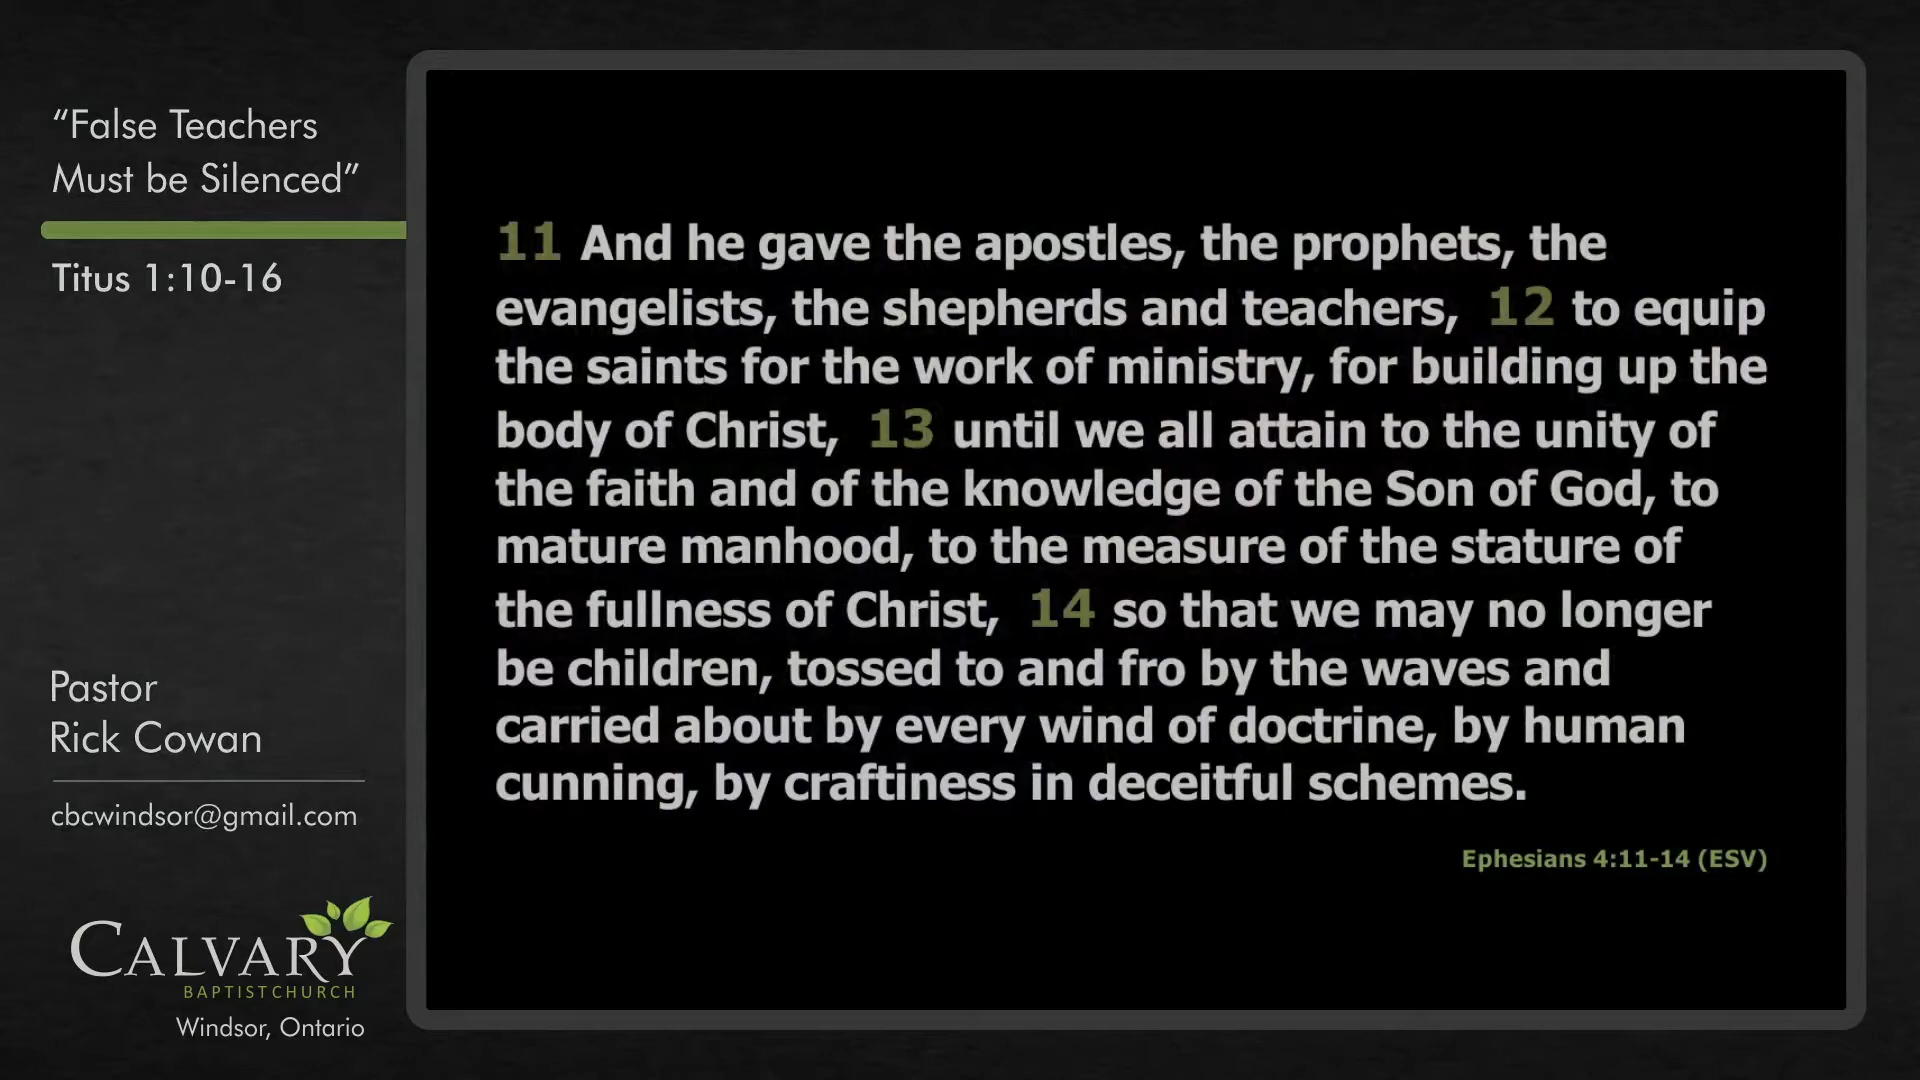 “False Teachers
Must be Silenced”
Titus 1:10-16
Pastor
Rick Cowan
cbcwindsor@gmail.com
CALVARY
BAPTISTCHURCH
Windsor, Ontario
11 And he gave the apostles, the prophets, the
evangelists, the shepherds and teachers, 12 to equip
the saints for the work of ministry, for building up the
body of Christ, 13 until we all attain to the unity of
the faith and of the knowledge of the Son of God, to
mature manhood, to the measure of the stature of
the fullness of Christ, 14 so that we may no longer
be children, tossed to and fro by the waves and
carried about by every wind of doctrine, by human
cunning, by craftiness in deceitful schemes.
Ephesians 4:11-14 (ESV)